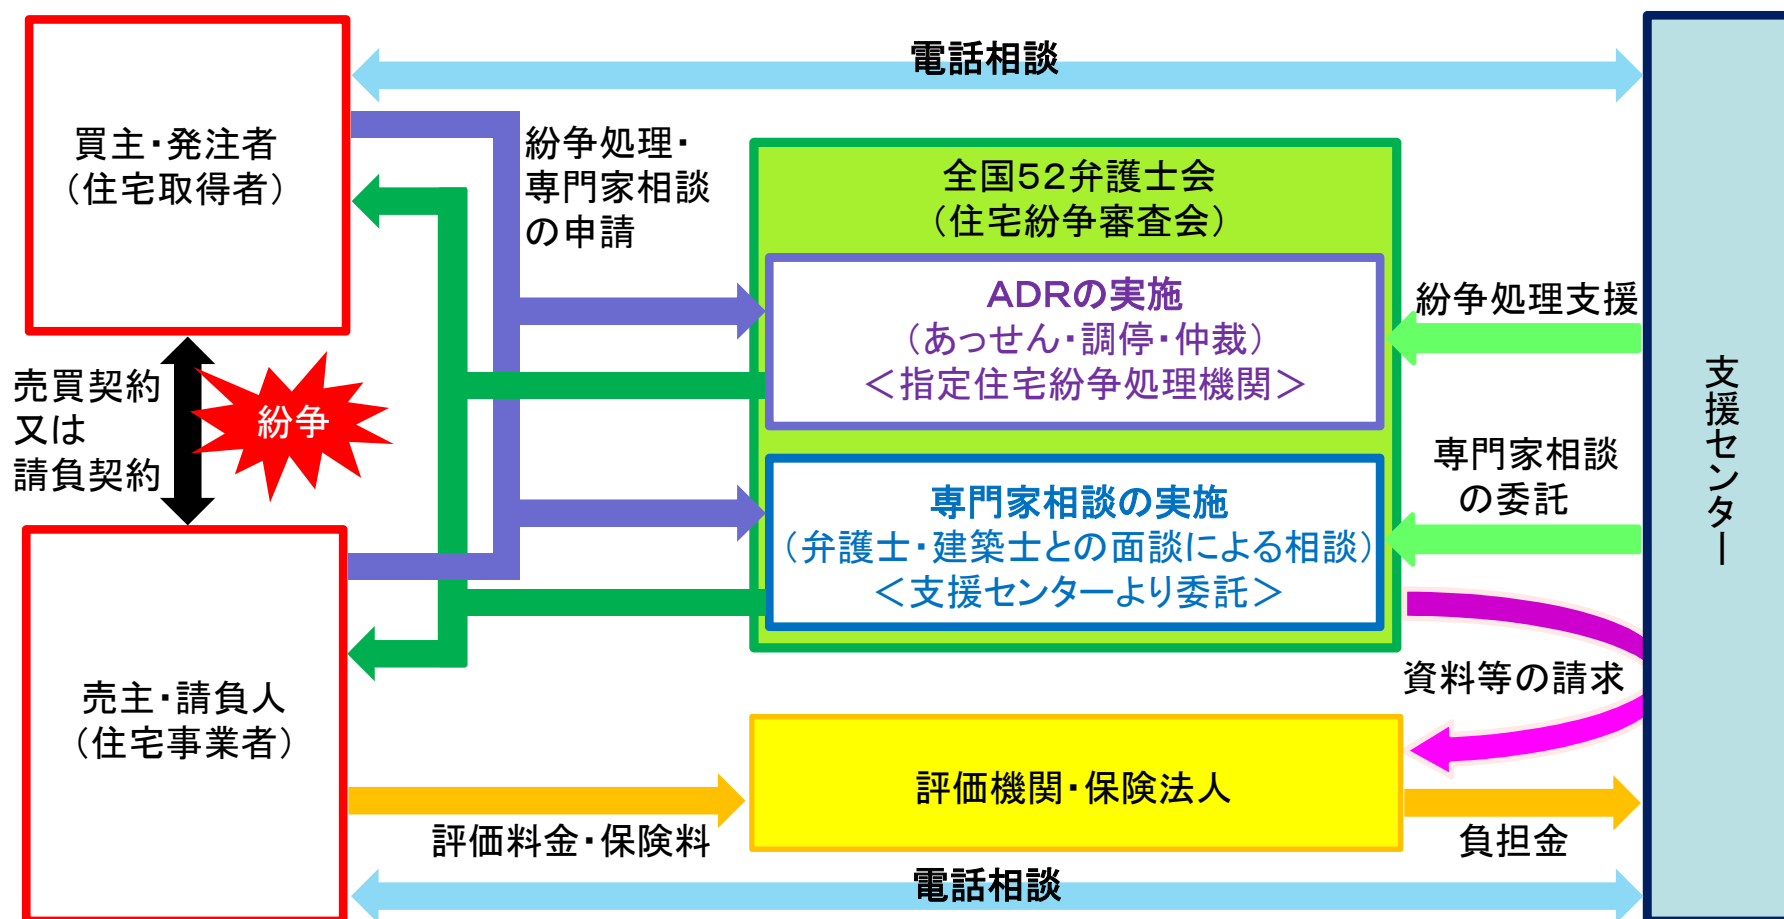 電話相談
買主・発注者
（住宅取得者）
紛争処理・
専門家相談
の申請
全国５２弁護士会
（住宅紛争審査会）
ＡＤＲの実施
（あっせん・調停・仲裁）
＜指定住宅紛争処理機関＞
紛争処理支援
売買契約
又は
請負契約
紛争
専門家相談
の委託
専門家相談の実施
（弁護士・建築士との面談による相談）
＜支援センターより委託＞
支援センター
資料等の請求
売主・請負人
（住宅事業者）
評価機関・保険法人
評価料金・保険料
負担金
電話相談